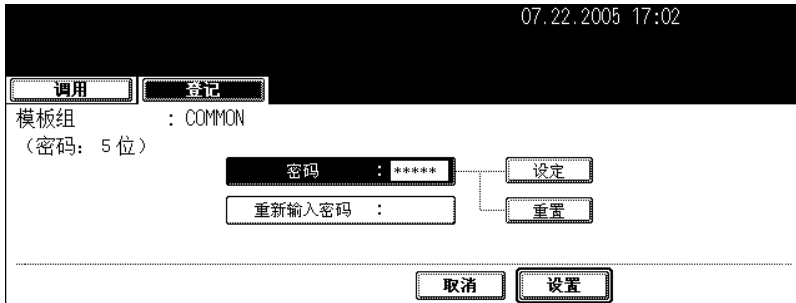 07.22.2005 17:02
调用 登记
模板组 : COMMON
（密码: 5位）
密码 : ***** 设定
重新输入密码 : 重置
取消 设置